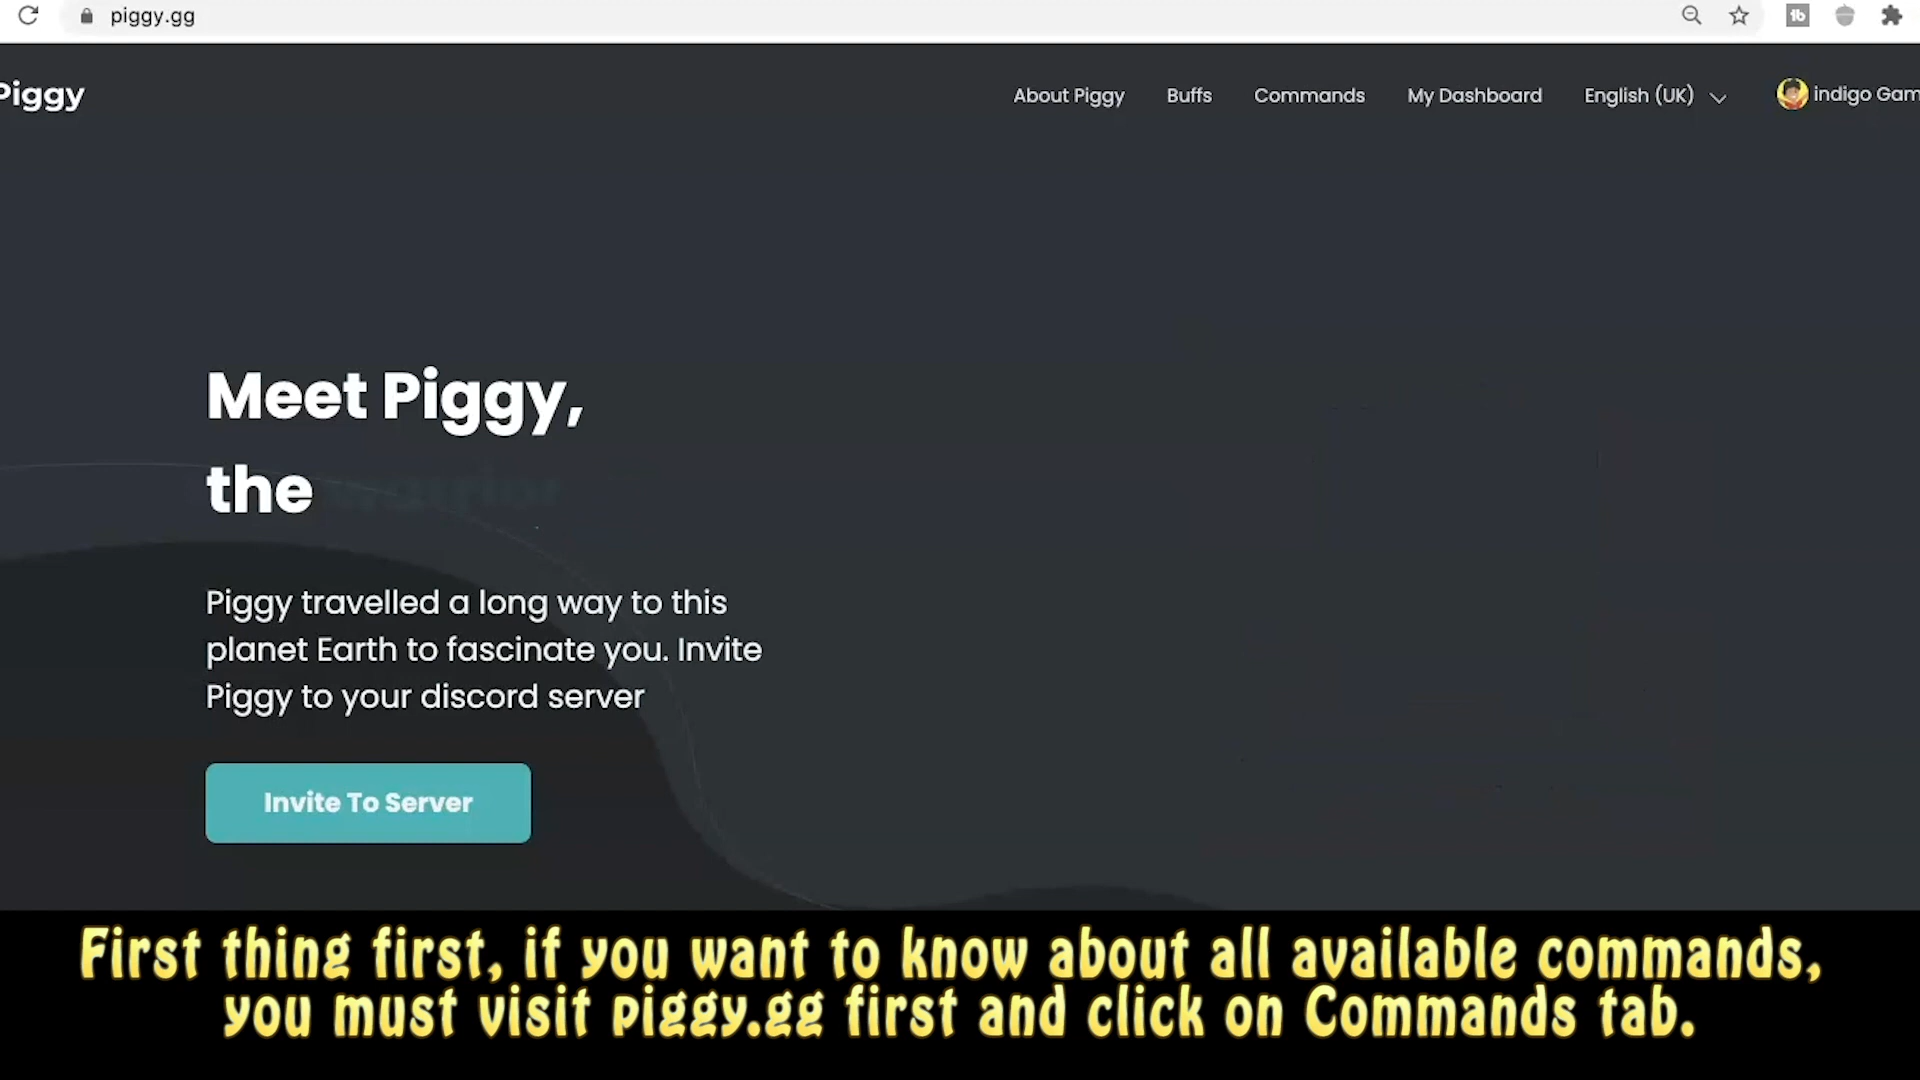 piggy.gg
Piggy
About Piggy Buffs Commands My Dashboard English (UK) indigo Gam
Meet Piggy,
the warrior
Piggy travelled a long way to this
planet Earth to fascinate you. Invite
Piggy to your discord server
Invite To Server
First thing first, if you want to know about all available commands,
you must visit piggy.gg first and click on Commands tab.